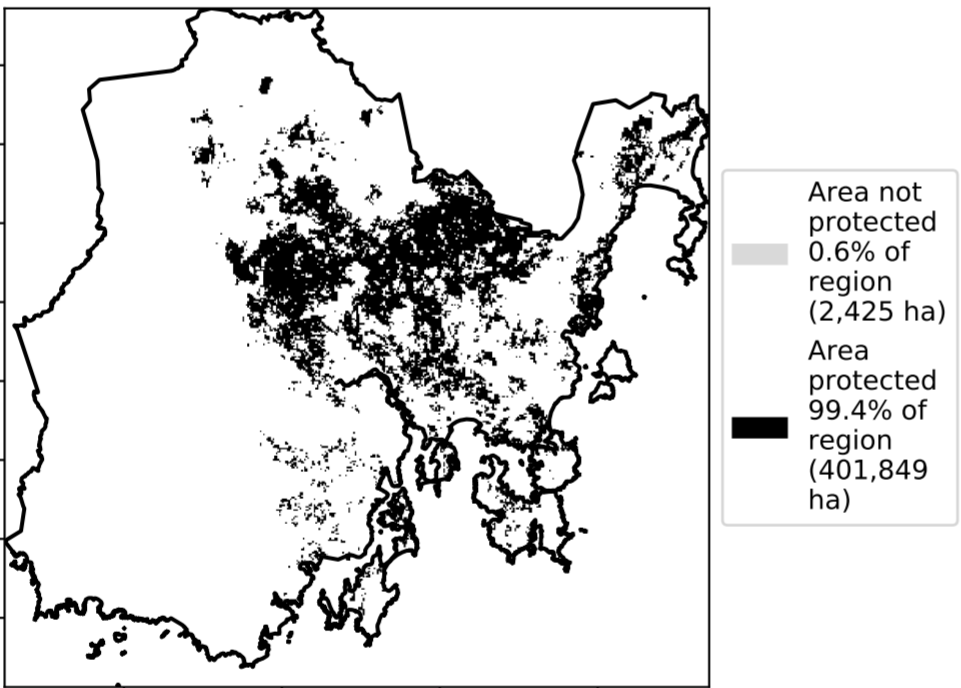 Area not
protected
0.6% of
region
(2,425 ha)
Area
protected
99.4% of
region
(401,849
ha)